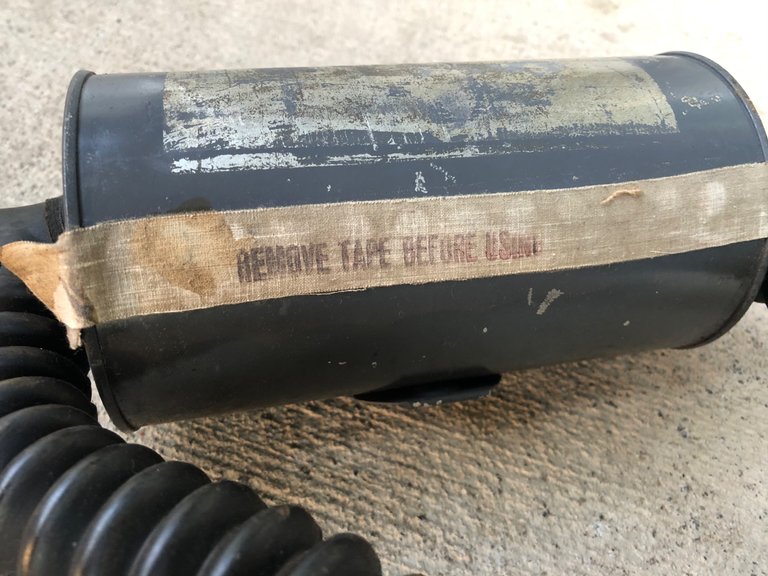 REMOVE TAPE BEFORE USING